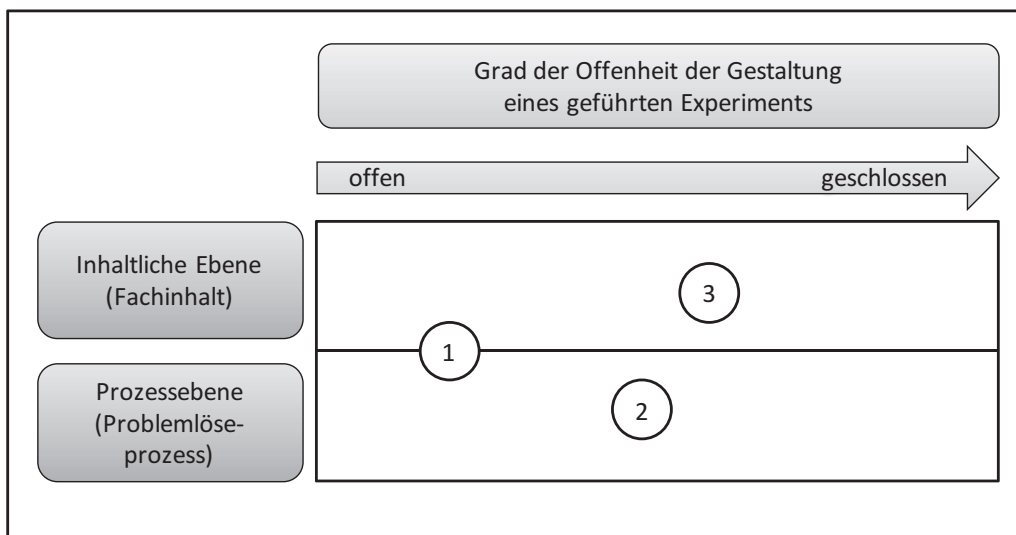 Grad der Offenheit der Gestaltung
eines geführten Experiments
offen geschlossen
Inhaltliche Ebene
(Fachinhalt)
3
1
Prozessebene
(Problemlöse-
prozess)
2